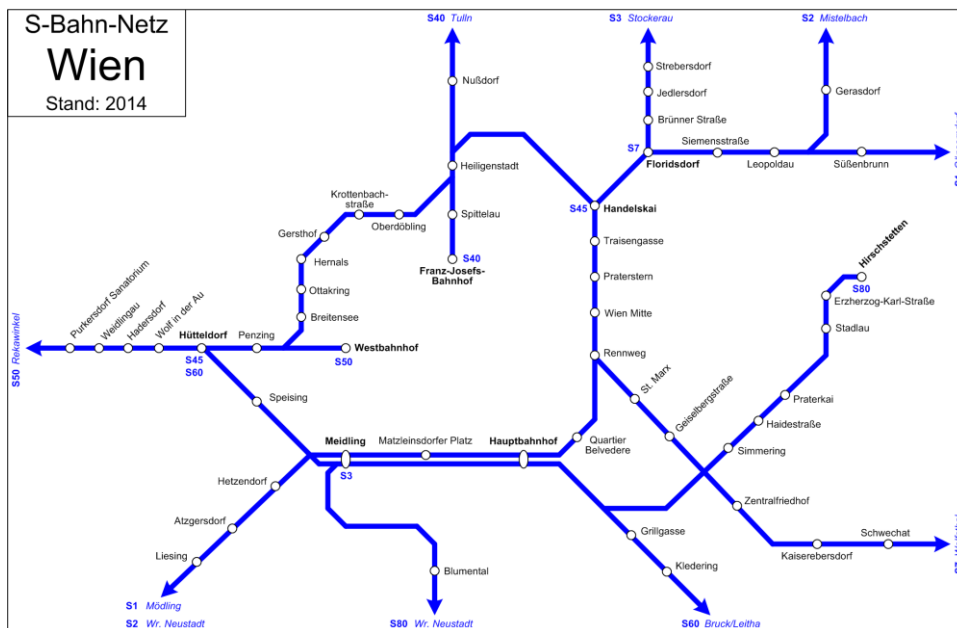 S-Bahn-Netz
Wien
Stand: 2014
S40 Tulln
S3 Stockerau
S2 Mistelbach
Nußdorf
Strebersdorf
Jedlersdorf
Brünner Straße
Gerasdorf
Siemensstraße
S7
Floridsdorf
Leopoldau
Süßenbrunn
S1
Heiligenstadt
Krottenbach-
straße
Oberdöbling
Spittelau
S45 Handelskai
Gersthof
Traisengasse
Hernals
S40
Franz-Josefs-
Bahnhof
Praterstern
Hirschstetten
S80
Erzherzog-Karl-Straße
Ottakring
Breitensee
Wien Mitte
Stadlau
Purkersdorf Sanatorium
Weidlingau
Hadersdorf
Wolf in der Au
Hütteldorf
Penzing
Westbahnhof
S50
S45
S60
S50 Rekawinkel
Rennweg
St. Marx
Geiselbergstraße
Praterkai
Haidestraße
Simmering
Speising
Meidling
Matzleinsdorfer Platz
Hauptbahnhof
Quartier
Belvedere
S3
Hetzendorf
Atzgersdorf
Liesing
Zentralfriedhof
Grillgasse
Kledering
Kaiserebersdorf
Schwechat
S7
Blumental
S1 Mödling
S2 Wr. Neustadt
S80 Wr. Neustadt
S60 Bruck/Leitha